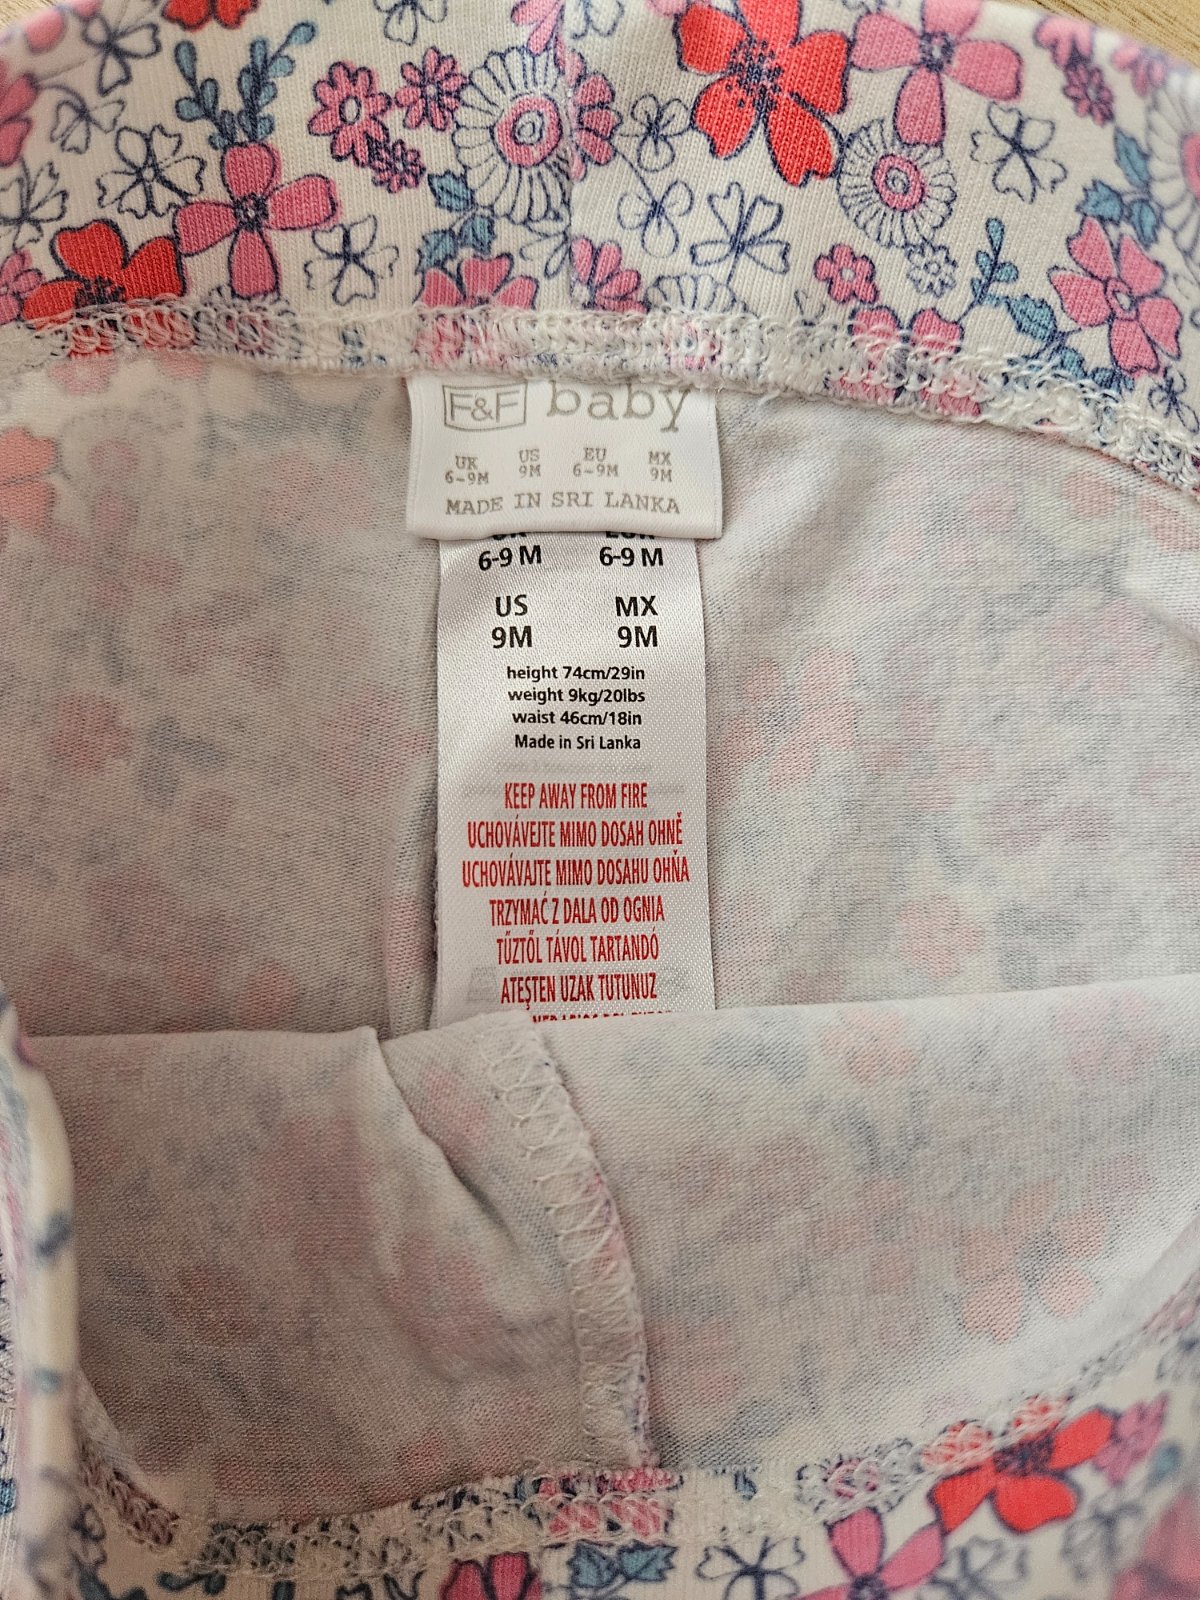 F&F baby
UK US EU MX
6-9M 9M 6-9M 9M
MADE IN SRI LANKA
6-9 M 6-9 M
US MX
9M 9M
height 74cm/29in
weight 9kg/20lbs
waist 46cm/18in
Made in Sri Lanka
KEEP AWAY FROM FIRE
UCHOVÁVEJTE MIMO DOSAH OHNĚ
UCHOVÁVAJTE MIMO DOSAHU OHŇA
TRZYMAĆ Z DALA OD OGNIA
TŰZTŐL TÁVOL TARTANDÓ
ATEŞTEN UZAK TUTUNUZ